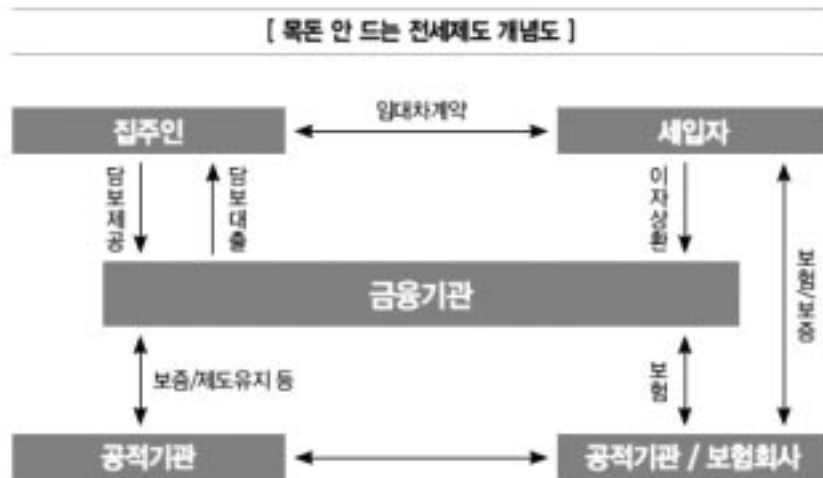 [ 목돈 안 드는 전세제도 개념도 ]
집주인
임대차계약
세입자
담보제공
담보대출
이자상환
보험/보증
금융기관
보증/제도유지 등
보험
공적기관
공적기관 / 보험회사